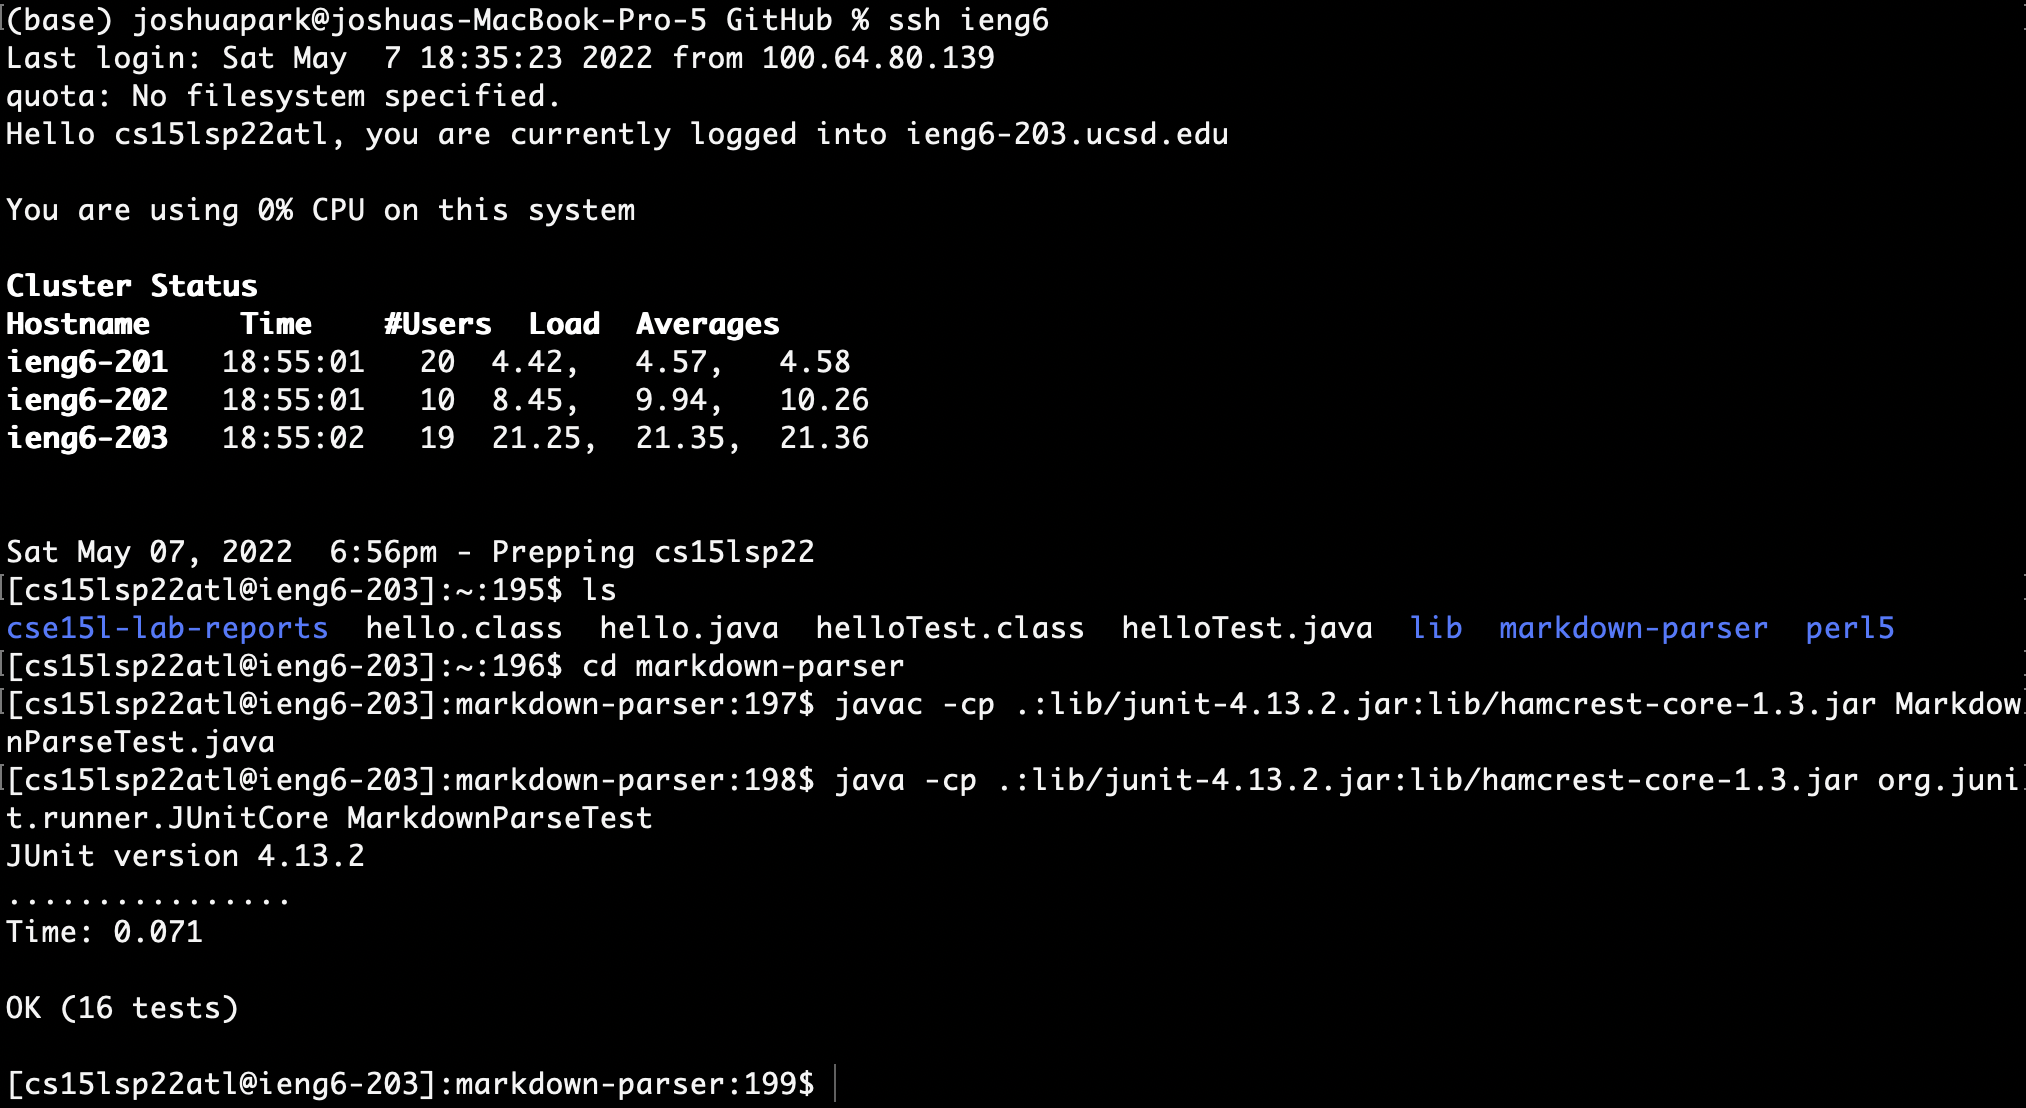 (base) joshuapark@joshuas-MacBook-Pro-5 GitHub % ssh ieng6
Last login: Sat May  7 18:35:23 2022 from 100.64.80.139
quota: No filesystem specified.
Hello cs15lsp22atl, you are currently logged into ieng6-203.ucsd.edu
You are using 0% CPU on this system
Cluster Status
Hostname     Time    #Users  Load  Averages
ieng6-201   18:55:01   20  4.42,   4.57,   4.58
ieng6-202   18:55:01   10  8.45,   9.94,   10.26
ieng6-203   18:55:02   19  21.25,  21.35,  21.36
Sat May 07, 2022  6:56pm - Prepping cs15lsp22
[cs15lsp22atl@ieng6-203]:~:195$ ls
cse15l-lab-reports  hello.class  hello.java  helloTest.class  helloTest.java  lib  markdown-parser  perl5
[cs15lsp22atl@ieng6-203]:~:196$ cd markdown-parser
[cs15lsp22atl@ieng6-203]:markdown-parser:197$ javac -cp .:lib/junit-4.13.2.jar:lib/hamcrest-core-1.3.jar Markdow
nParseTest.java
[cs15lsp22atl@ieng6-203]:markdown-parser:198$ java -cp .:lib/junit-4.13.2.jar:lib/hamcrest-core-1.3.jar org.juni
t.runner.JUnitCore MarkdownParseTest
JUnit version 4.13.2
................
Time: 0.071
OK (16 tests)
[cs15lsp22atl@ieng6-203]:markdown-parser:199$